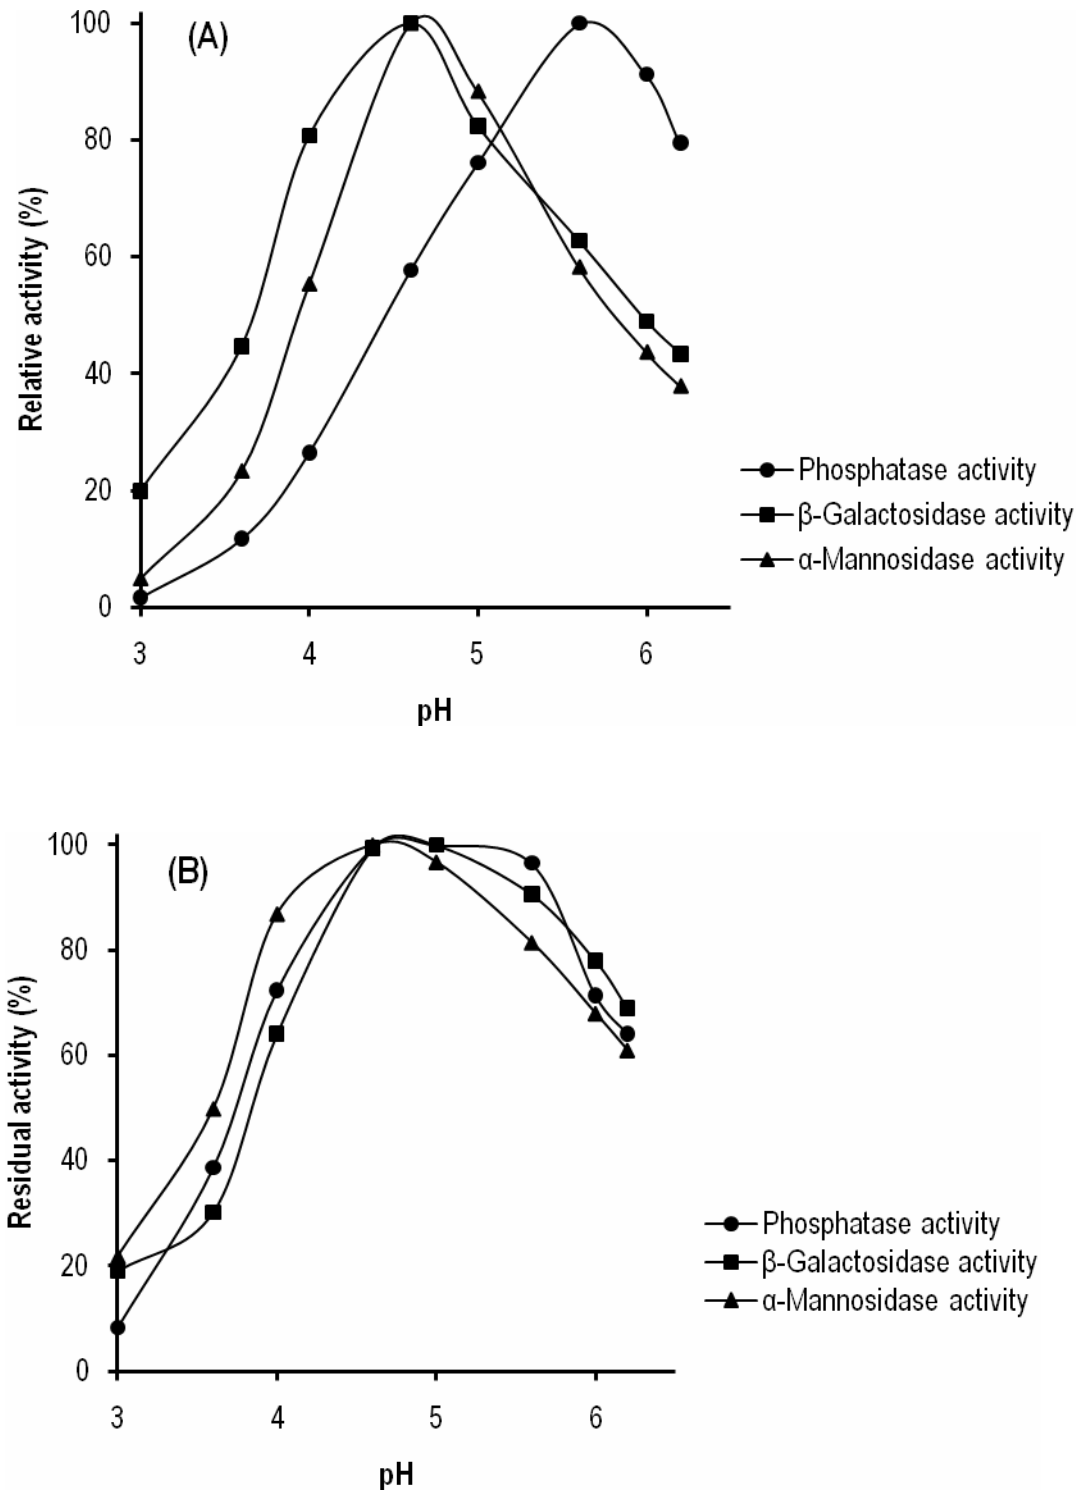 (A)
100
80
60
40
20
0
Relative activity (%)
3 4 5 6
pH
Phosphatase activity
β-Galactosidase activity
α-Mannosidase activity
(B)
100
80
60
40
20
0
Residual activity (%)
3 4 5 6
pH
Phosphatase activity
β-Galactosidase activity
α-Mannosidase activity